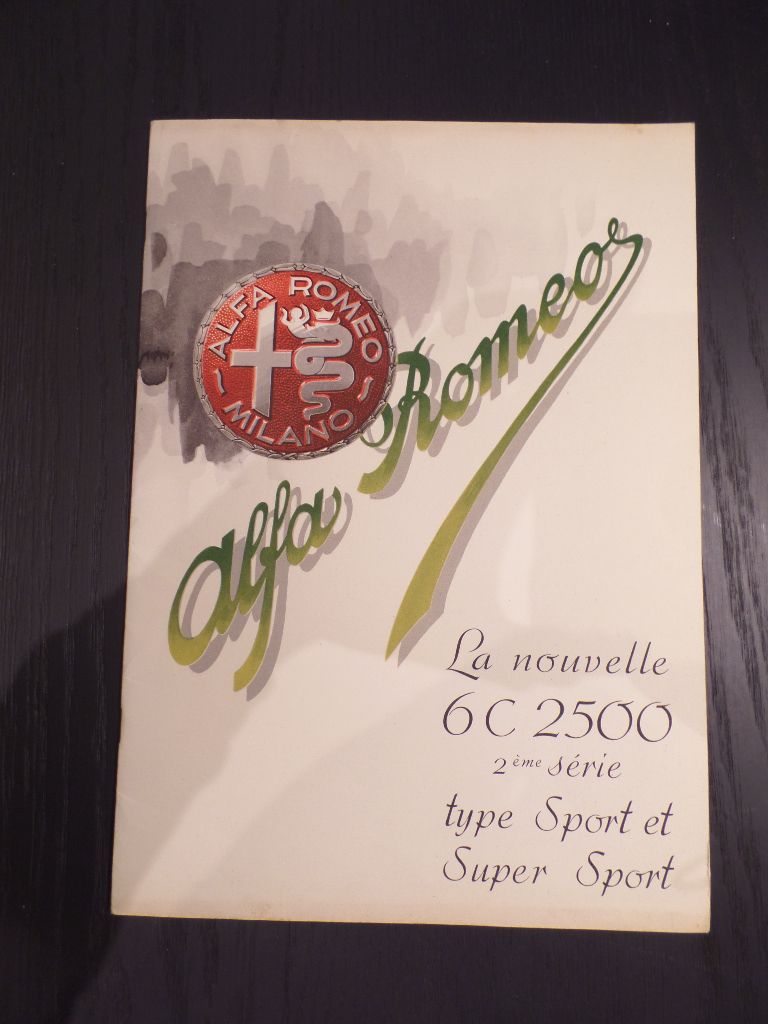 ALFA ROMEO
MILANO
Alfa Romeo
La nouvelle
6C 2500
2ème série
type Sport et
Super Sport